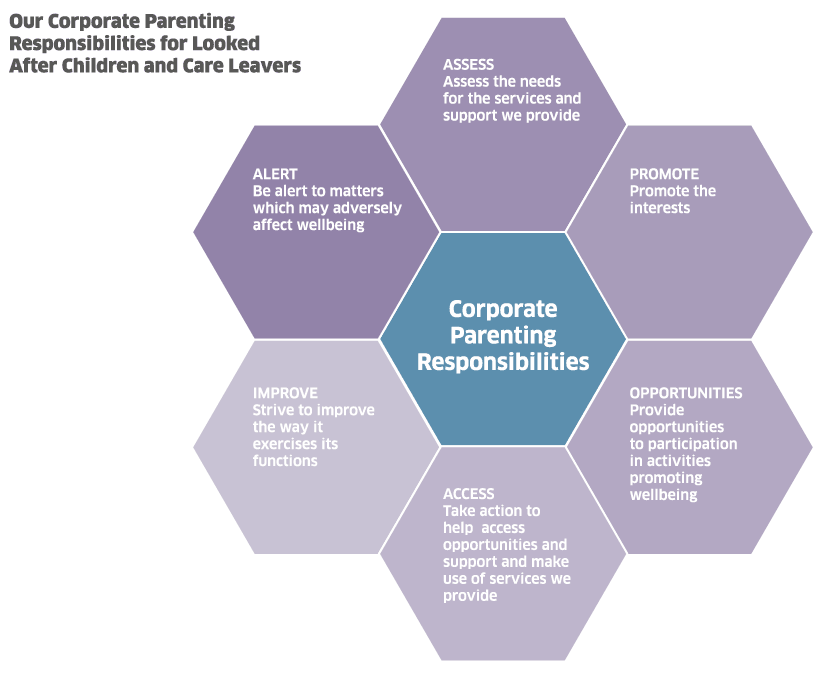 Our Corporate Parenting
Responsibilities for Looked
After Children and Care Leavers
ASSESS
Assess the needs
for the services and
support we provide
ALERT
Be alert to matters
which may adversely
affect wellbeing
PROMOTE
Promote the
interests
Corporate
Parenting
Responsibilities
IMPROVE
Strive to improve
the way it
exercises its
functions
OPPORTUNITIES
Provide
opportunities
to participation
in activities
promoting
wellbeing
ACCESS
Take action to
help  access
opportunities and
support and make
use of services we
provide